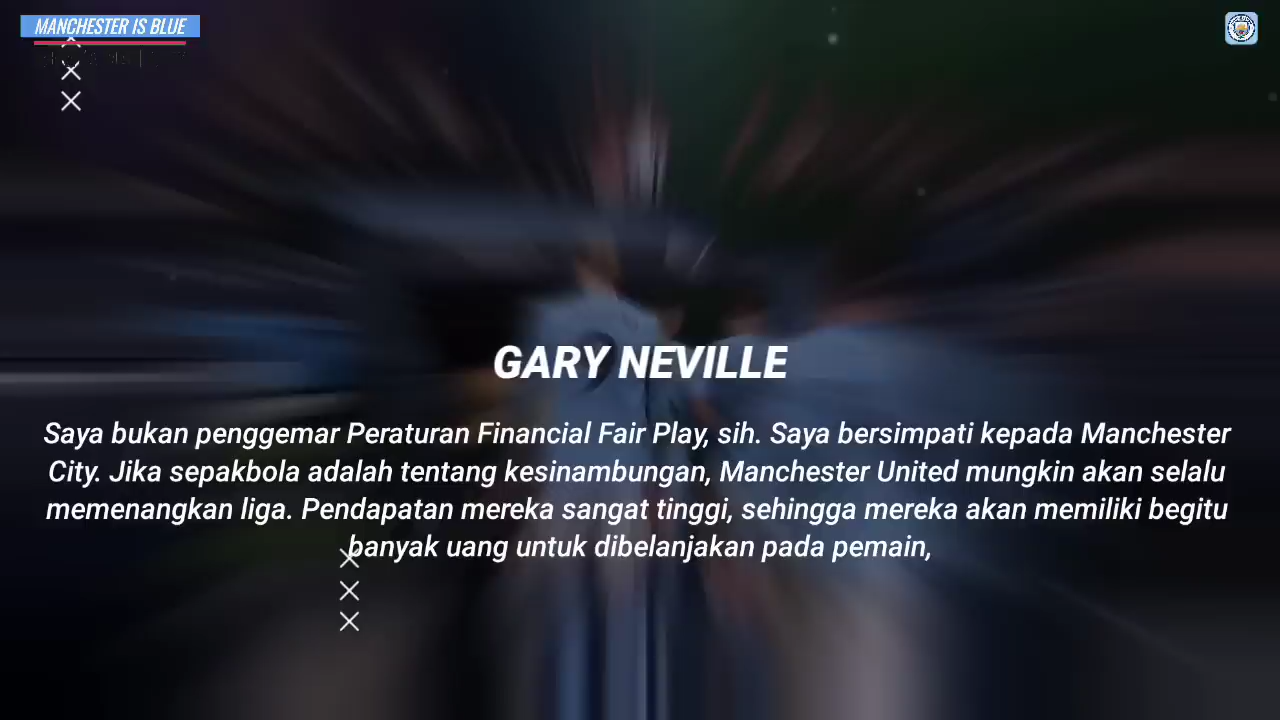 MANCHESTER IS BLUE
GARY NEVILLE
Saya bukan penggemar Peraturan Financial Fair Play, sih. Saya bersimpati kepada Manchester
City. Jika sepakbola adalah tentang kesinambungan, Manchester United mungkin akan selalu
memenangkan liga. Pendapatan mereka sangat tinggi, sehingga mereka akan memiliki begitu
banyak uang untuk dibelanjakan pada pemain,